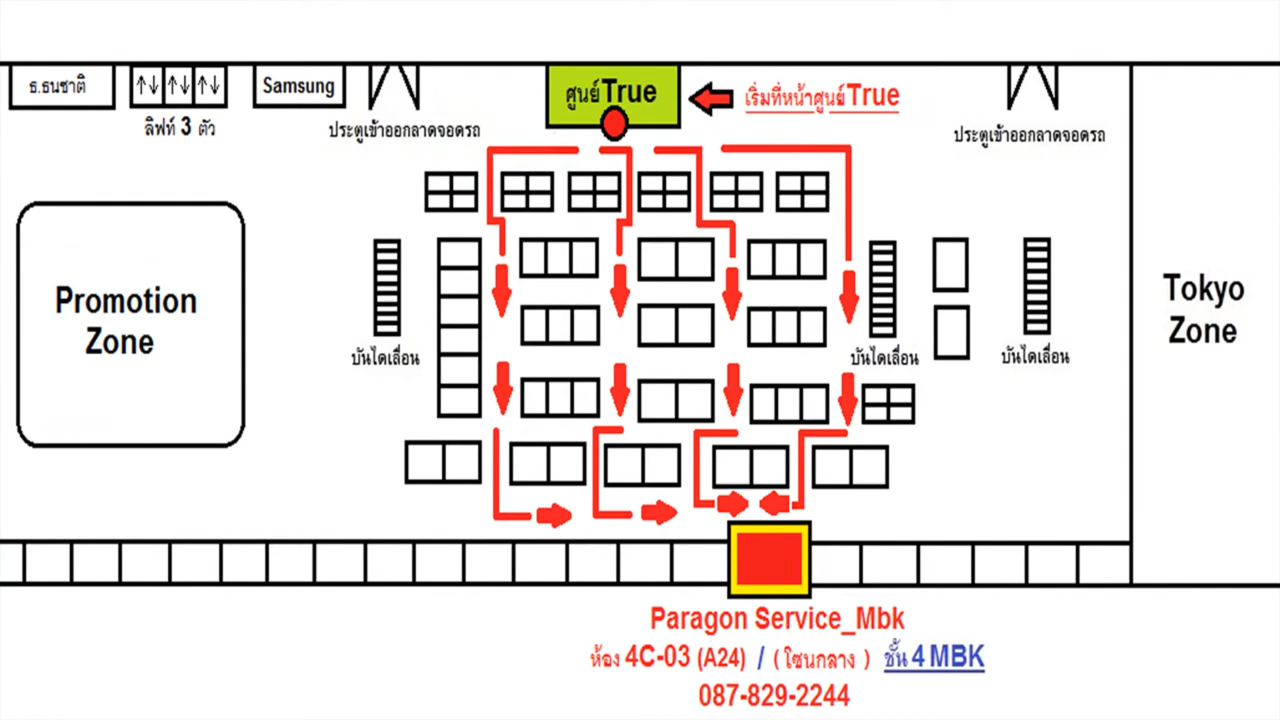 ธ.ธนชาติ
ลิฟท์ 3 ตัว
Samsung
ประตูเข้าออกลาดจอดรถ
ศูนย์True
เริ่มที่หน้าศูนย์True
ประตูเข้าออกลาดจอดรถ
Promotion
Zone
บันไดเลื่อน
บันไดเลื่อน
บันไดเลื่อน
Tokyo
Zone
Paragon Service_Mbk
ห้อง 4C-03 (A24) / ( โซนกลาง ) ชั้น 4 MBK
087-829-2244